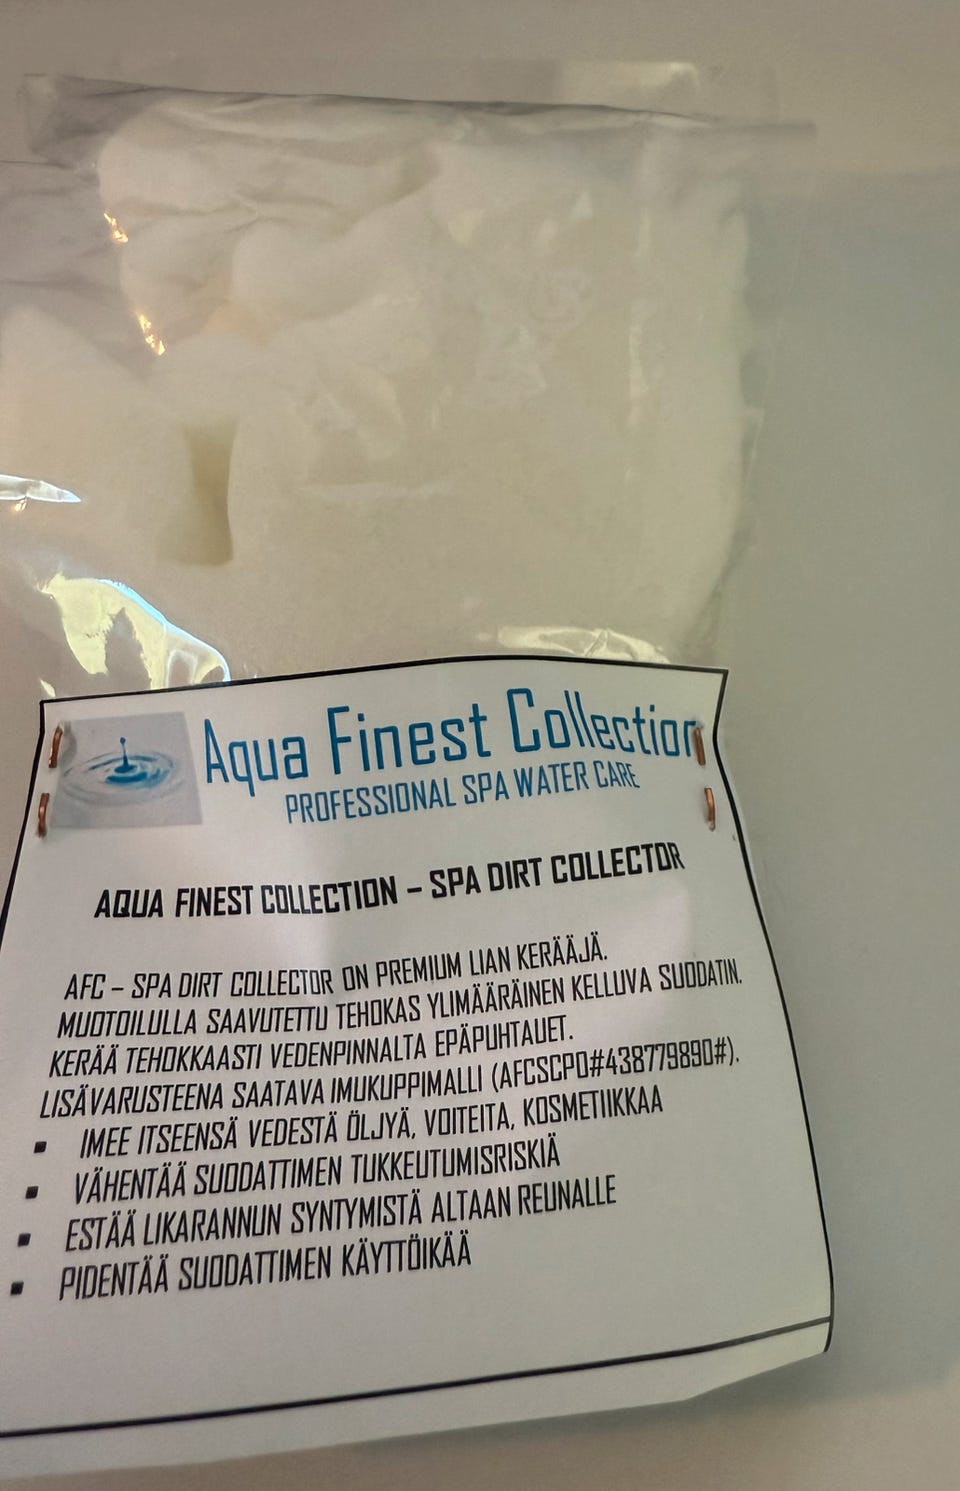 Aqua Finest Collection
PROFESSIONAL SPA WATER CARE
AQUA FINEST COLLECTION – SPA DIRT COLLECTOR
AFC – SPA DIRT COLLECTOR ON PREMIUM LIAN KERÄÄJÄ.
MUOTOILULLA SAAVUTETTU TEHOKAS YLIMÄÄRÄINEN KELLUVA SUODATIN.
KERÄÄ TEHOKKAASTI VEDENPINNALTA EPÄPUHTAUET.
LISÄVARUSTEENA SAATAVA IMUKUPPIMALLI (AFCSCPO#438779890#).
▪ IMEE ITSEENSÄ VEDESTÄ ÖLJYÄ, VOITEITA, KOSMETIIKKAA
▪ VÄHENTÄÄ SUODATTIMEN TUKKEUTUMISRISKIÄ
▪ ESTÄÄ LIKARANNUN SYNTYMISTÄ ALTAAN REUNALLE
▪ PIDENTÄÄ SUODATTIMEN KÄYTTÖIKÄÄ